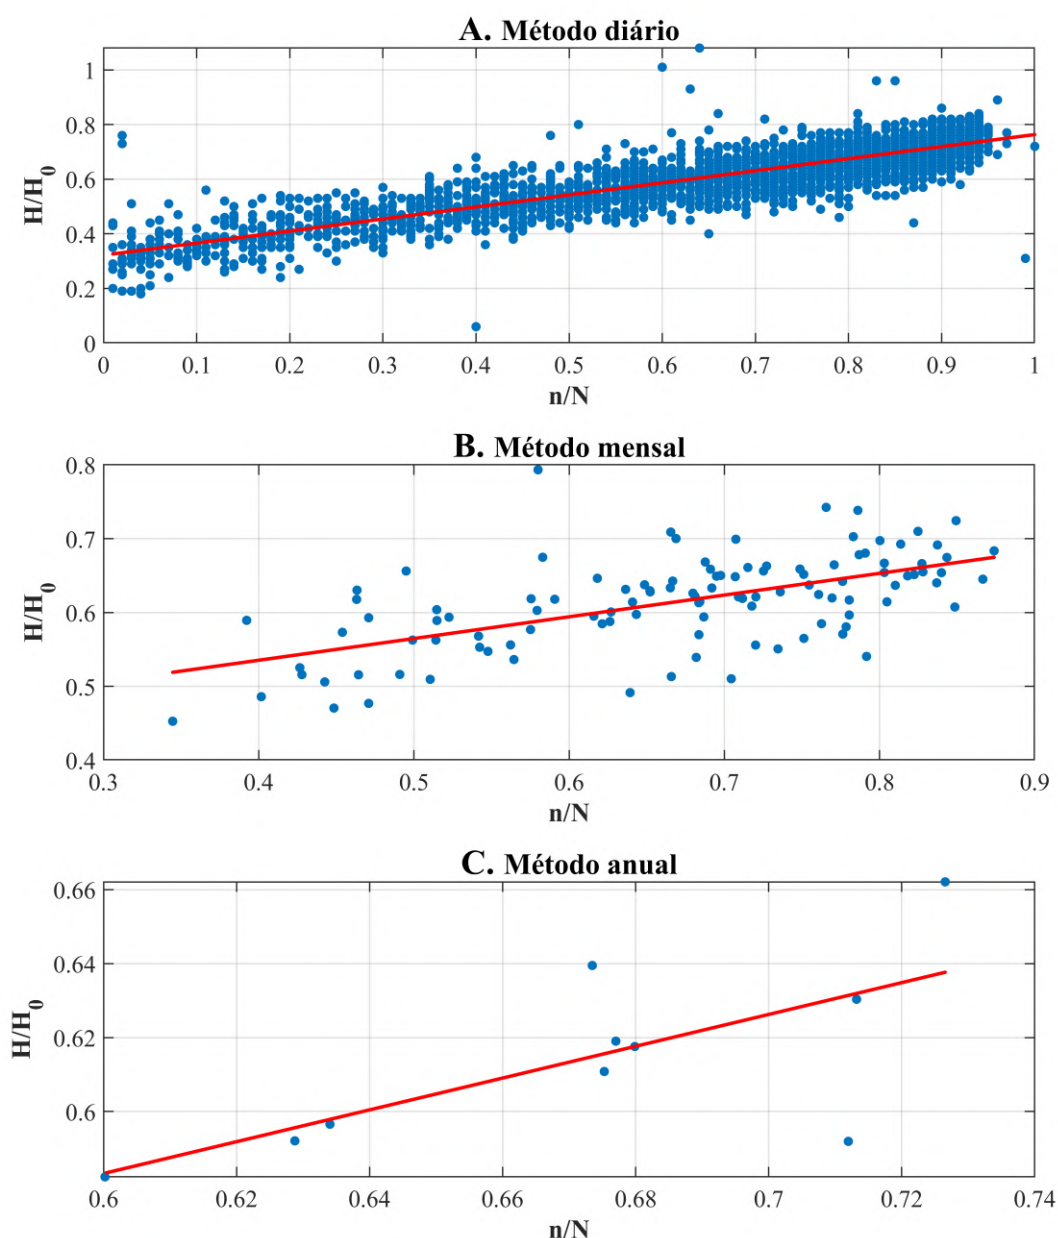 A. Método diário
1
0.8
0.6
0.4
0.2
0
H/H0
0 0.1 0.2 0.3 0.4 0.5 0.6 0.7 0.8 0.9 1
n/N
B. Método mensal
0.8
0.7
0.6
0.5
0.4
H/H0
0.3 0.4 0.5 0.6 0.7 0.8 0.9
n/N
C. Método anual
0.66
0.64
0.62
0.6
H/H0
0.6 0.62 0.64 0.66 0.68 0.7 0.72 0.74
n/N